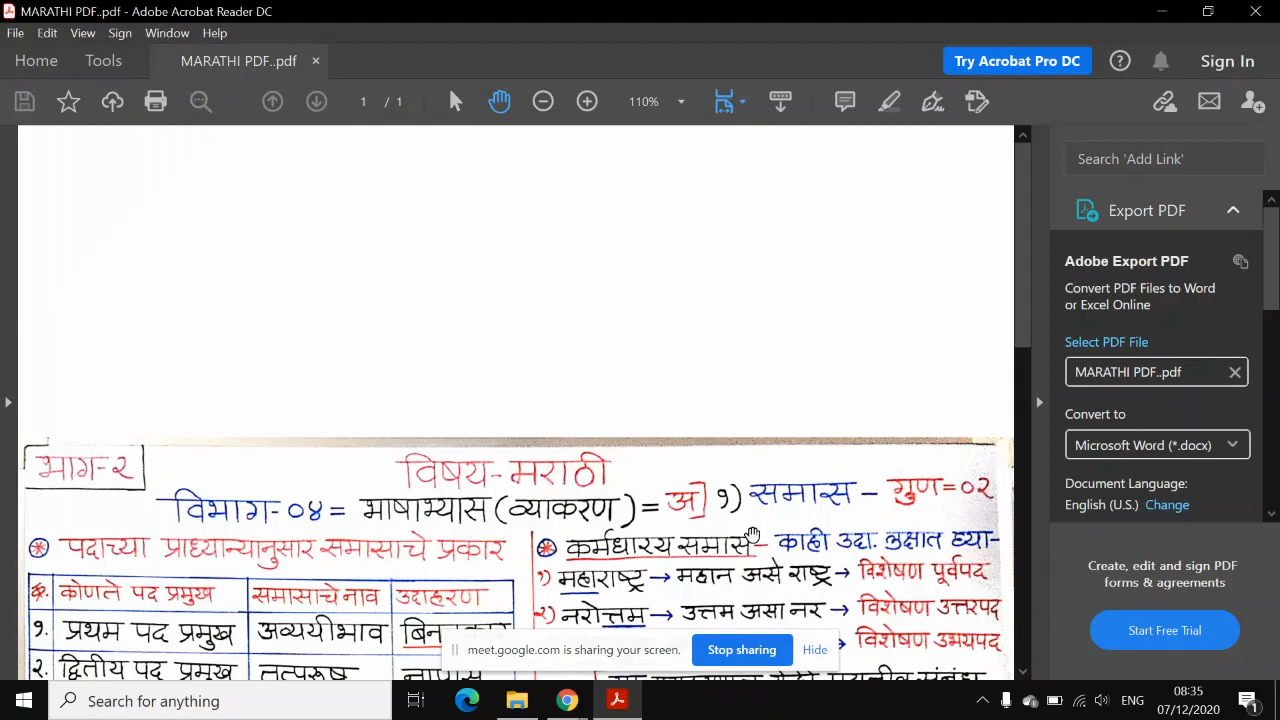 MARATHI PDF..pdf - Adobe Acrobat Reader DC
File Edit View Sign Window Help
Home Tools MARATHI PDF..pdf × Try Acrobat Pro DC Sign In
1 / 1 110%
Search 'Add Link'
Export PDF
Adobe Export PDF
Convert PDF Files to Word
or Excel Online
Select PDF File
MARATHI PDF..pdf
Convert to
Microsoft Word (*.docx)
Document Language:
English (U.S.) Change
Create, edit and sign PDF
forms & agreements
Start Free Trial
भाग-२
विषय-मराठी
विभाग-०४ = भाषाभ्यास (व्याकरण) = अ] १) समास - गुण=०२
पदाच्या प्राधान्यानुसार समासाचे प्रकार
क्र. कोणते पद प्रमुख समासाचे नाव उदाहरण
१. प्रथम पद प्रमुख अव्ययीभाव
२. द्वितीय पद प्रमुख तत्पुरूष
कर्मधारय समास - काही उदा. लक्षात घ्या-
१) महाराष्ट्र → महान असे राष्ट्र → विशेषण पूर्वपद
२) नरोत्तम → उत्तम असा नर → विशेषण उत्तरपद
विशेषण उभयपद
meet.google.com is sharing your screen. Stop sharing Hide
Search for anything
ENG
08:35
07/12/2020
1